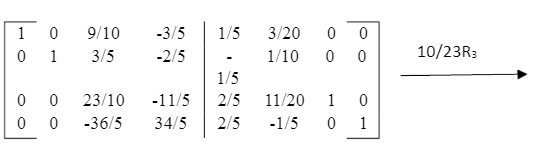 1 0 9/10 -3/5 1/5 3/20 0 0
0 1 3/5 -2/5 - 1/10 0 0
1/5
0 0 23/10 -11/5 2/5 11/20 1 0
0 0 -36/5 34/5 2/5 -1/5 0 1
10/23R₃